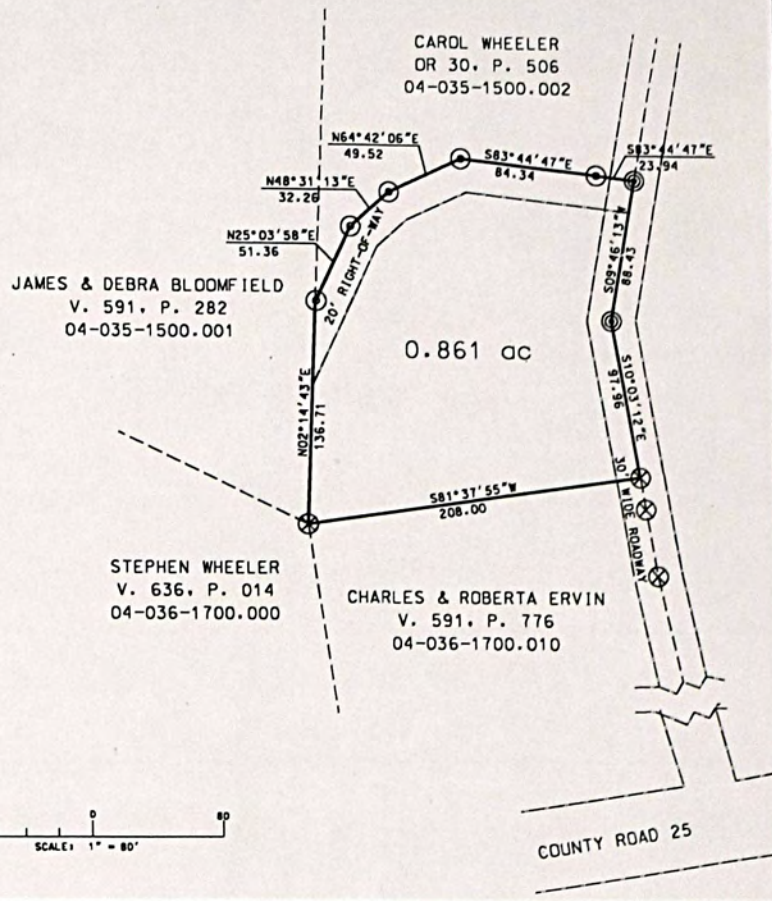 CAROL WHEELER
OR 30, P. 506
04-035-1500.002
N64°42'06"E
49.52
S83°44'47"E
84.34
S83°44'47"E
23.94
N48°31'13"E
32.26
N25°03'58"E
51.36
20' RIGHT-OF-WAY
S09°46'13"W
88.43
JAMES & DEBRA BLOOMFIELD
V. 591, P. 282
04-035-1500.001
0.861 ac
N02°14'43"E
136.71
S10°03'12"E
97.96
S81°37'55"W
208.00
30' WIDE ROADWAY
STEPHEN WHEELER
V. 636, P. 014
04-036-1700.000
CHARLES & ROBERTA ERVIN
V. 591, P. 776
04-036-1700.010
0
80
SCALE: 1" = 80'
COUNTY ROAD 25